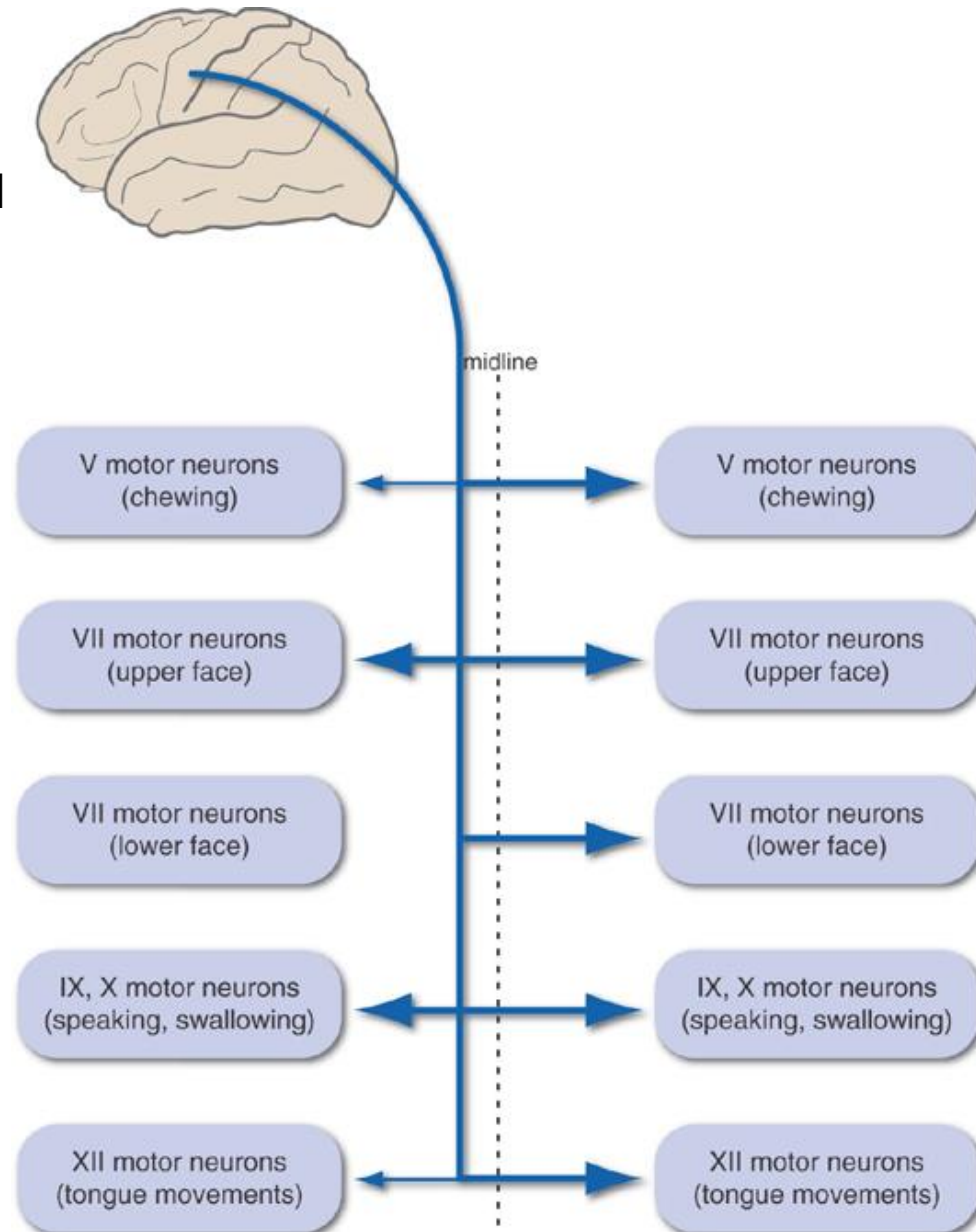 midline
V motor neurons
(chewing)
V motor neurons
(chewing)
VII motor neurons
(upper face)
VII motor neurons
(upper face)
VII motor neurons
(lower face)
VII motor neurons
(lower face)
IX, X motor neurons
(speaking, swallowing)
IX, X motor neurons
(speaking, swallowing)
XII motor neurons
(tongue movements)
XII motor neurons
(tongue movements)